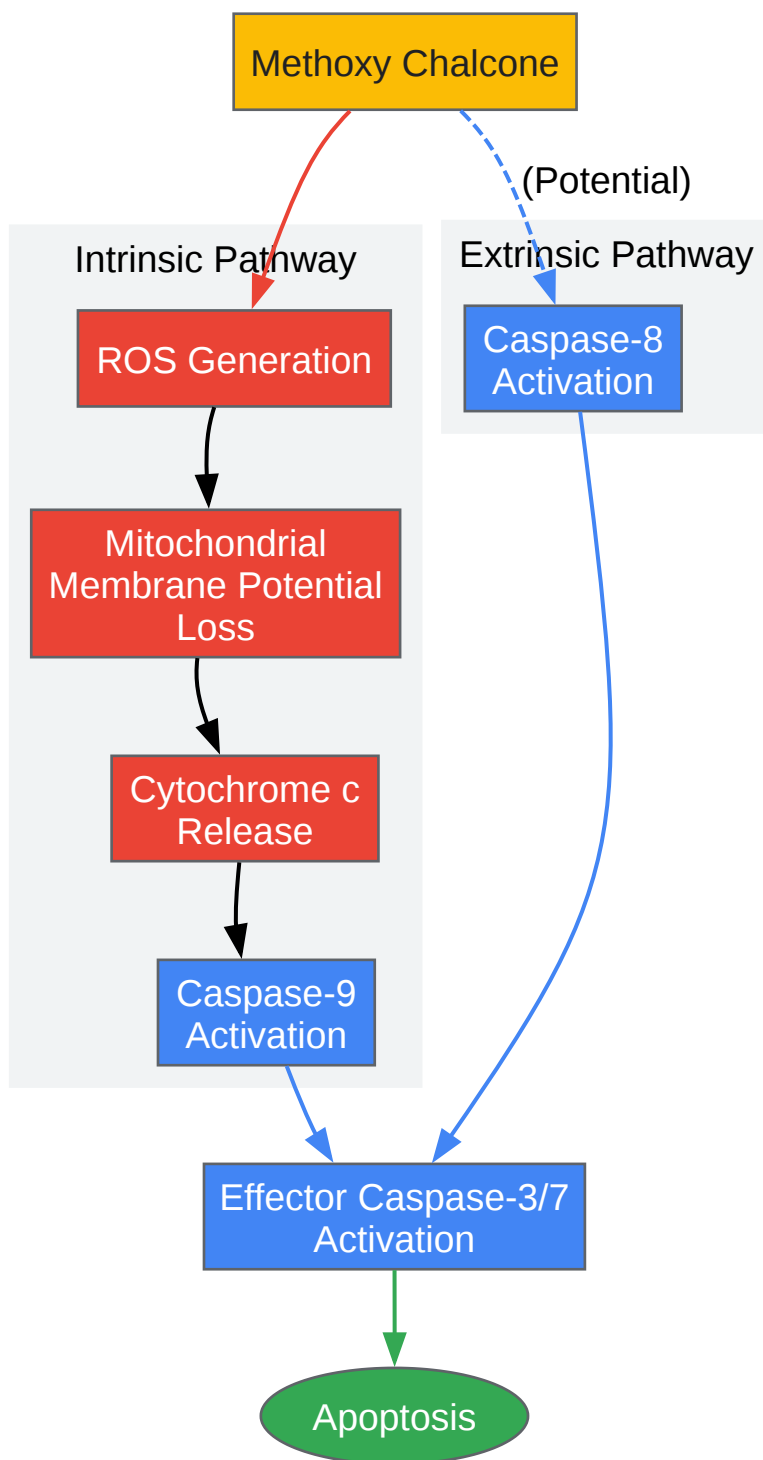 Methoxy Chalcone
(Potential)
Intrinsic Pathway
Extrinsic Pathway
ROS Generation
Caspase-8
Activation
Mitochondrial
Membrane Potential
Loss
Cytochrome c
Release
Caspase-9
Activation
Effector Caspase-3/7
Activation
Apoptosis